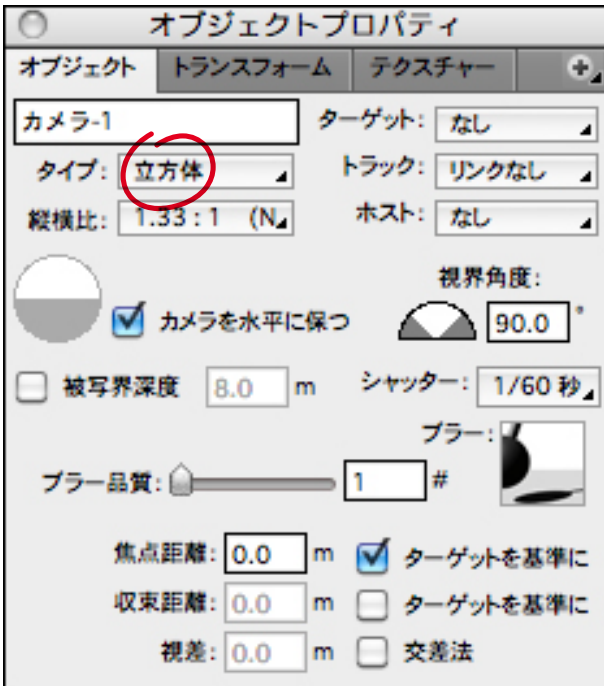 オブジェクトプロパティ
オブジェクト トランスフォーム テクスチャー
カメラ-1 ターゲット: なし
タイプ: 立方体 トラック: リンクなし
縦横比: 1.33 : 1 (N ホスト: なし
視界角度:
カメラを水平に保つ 90.0 °
被写界深度 8.0 m シャッター: 1/60 秒
ブラー:
ブラー品質: 1 #
焦点距離: 0.0 m ターゲットを基準に
収束距離: 0.0 m ターゲットを基準に
視差: 0.0 m 交差法